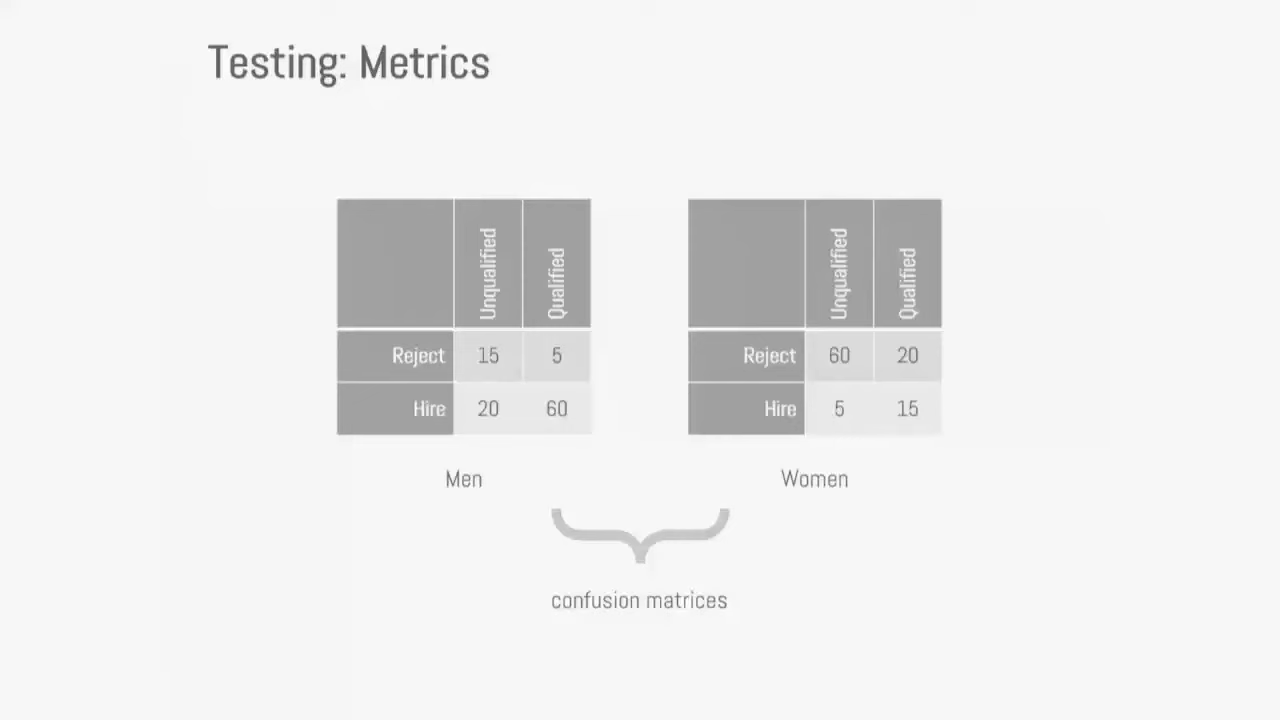 Testing: Metrics
Unqualified Qualified
Reject 15 5
Hire 20 60
Men
Unqualified Qualified
Reject 60 20
Hire 5 15
Women
confusion matrices